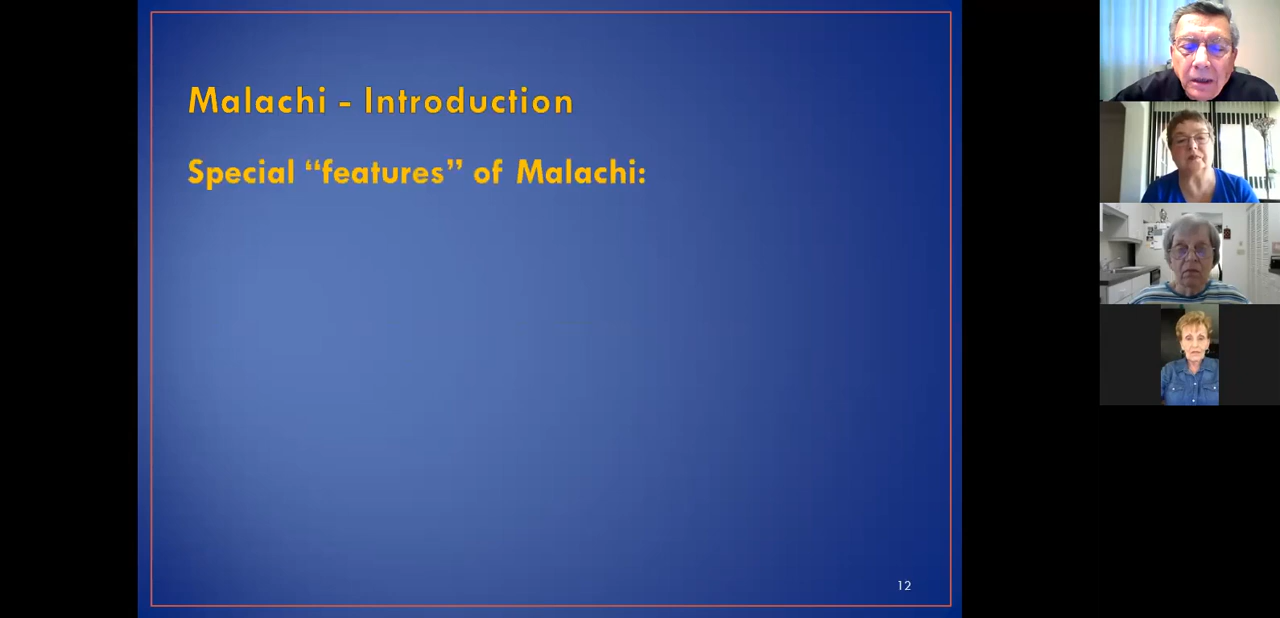 Malachi - Introduction
Special “features” of Malachi:
12